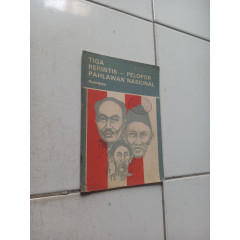 TIGA
PERINTIS - PELOPOR
PAHLAWAN NASIONAL